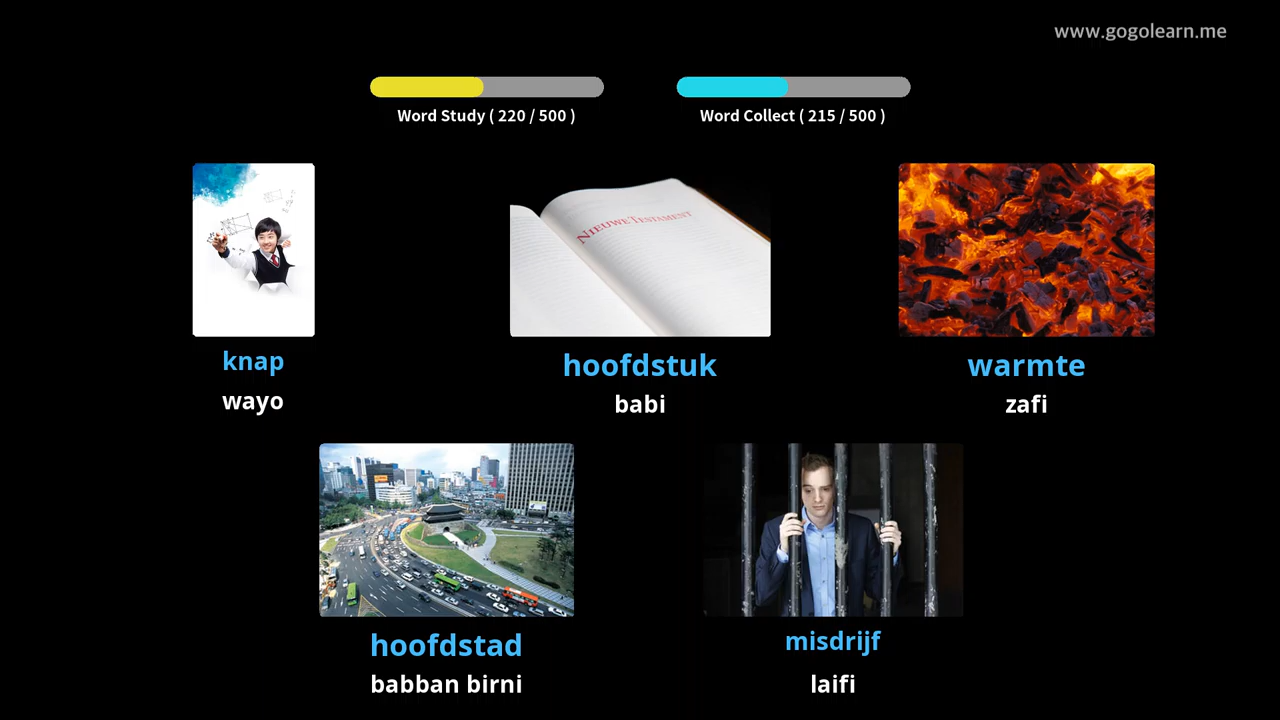 www.gogolearn.me
Word Study ( 220 / 500 )
Word Collect ( 215 / 500 )
NIEUWE TESTAMENT
knap
wayo
hoofdstuk
babi
warmte
zafi
hoofdstad
babban birni
misdrijf
laifi